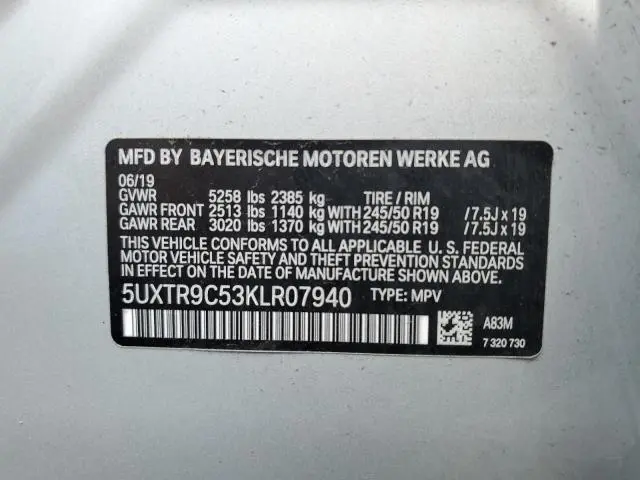 MFD BY BAYERISCHE MOTOREN WERKE AG
06/19
GVWR 5258 lbs 2385 kg TIRE / RIM
GAWR FRONT 2513 lbs 1140 kg WITH 245/50 R19 /7.5J x 19
GAWR REAR 3020 lbs 1370 kg WITH 245/50 R19 /7.5J x 19
THIS VEHICLE CONFORMS TO ALL APPLICABLE U. S. FEDERAL
MOTOR VEHICLE SAFETY AND THEFT PREVENTION
STANDARDS IN EFFECT ON THE DATE OF MANUFACTURE
SHOWN ABOVE.
5UXTR9C53KLR07940 TYPE: MPV
A83M
7 320 730